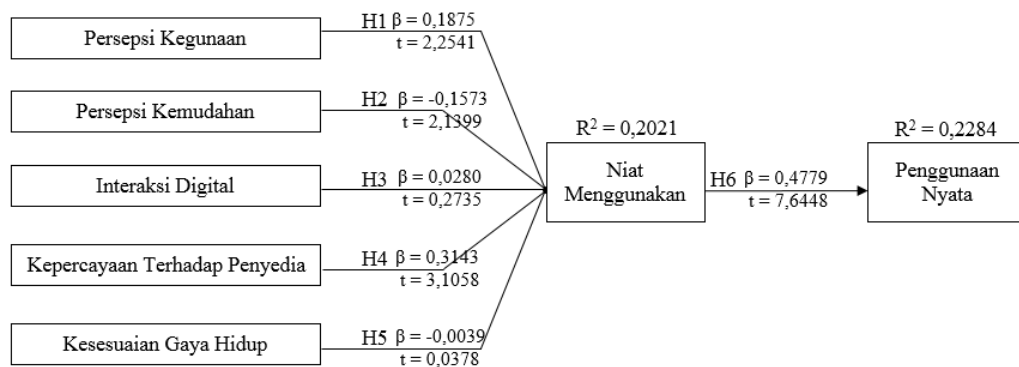 Persepsi Kegunaan
H1 β = 0,1875
t = 2,2541
Persepsi Kemudahan
H2 β = -0,1573
t = 2,1399
Interaksi Digital
H3 β = 0,0280
t = 0,2735
Kepercayaan Terhadap Penyedia
H4 β = 0,3143
t = 3,1058
Kesesuaian Gaya Hidup
H5 β = -0,0039
t = 0,0378
R² = 0,2021
Niat
Menggunakan
H6 β = 0,4779
t = 7,6448
R² = 0,2284
Penggunaan
Nyata